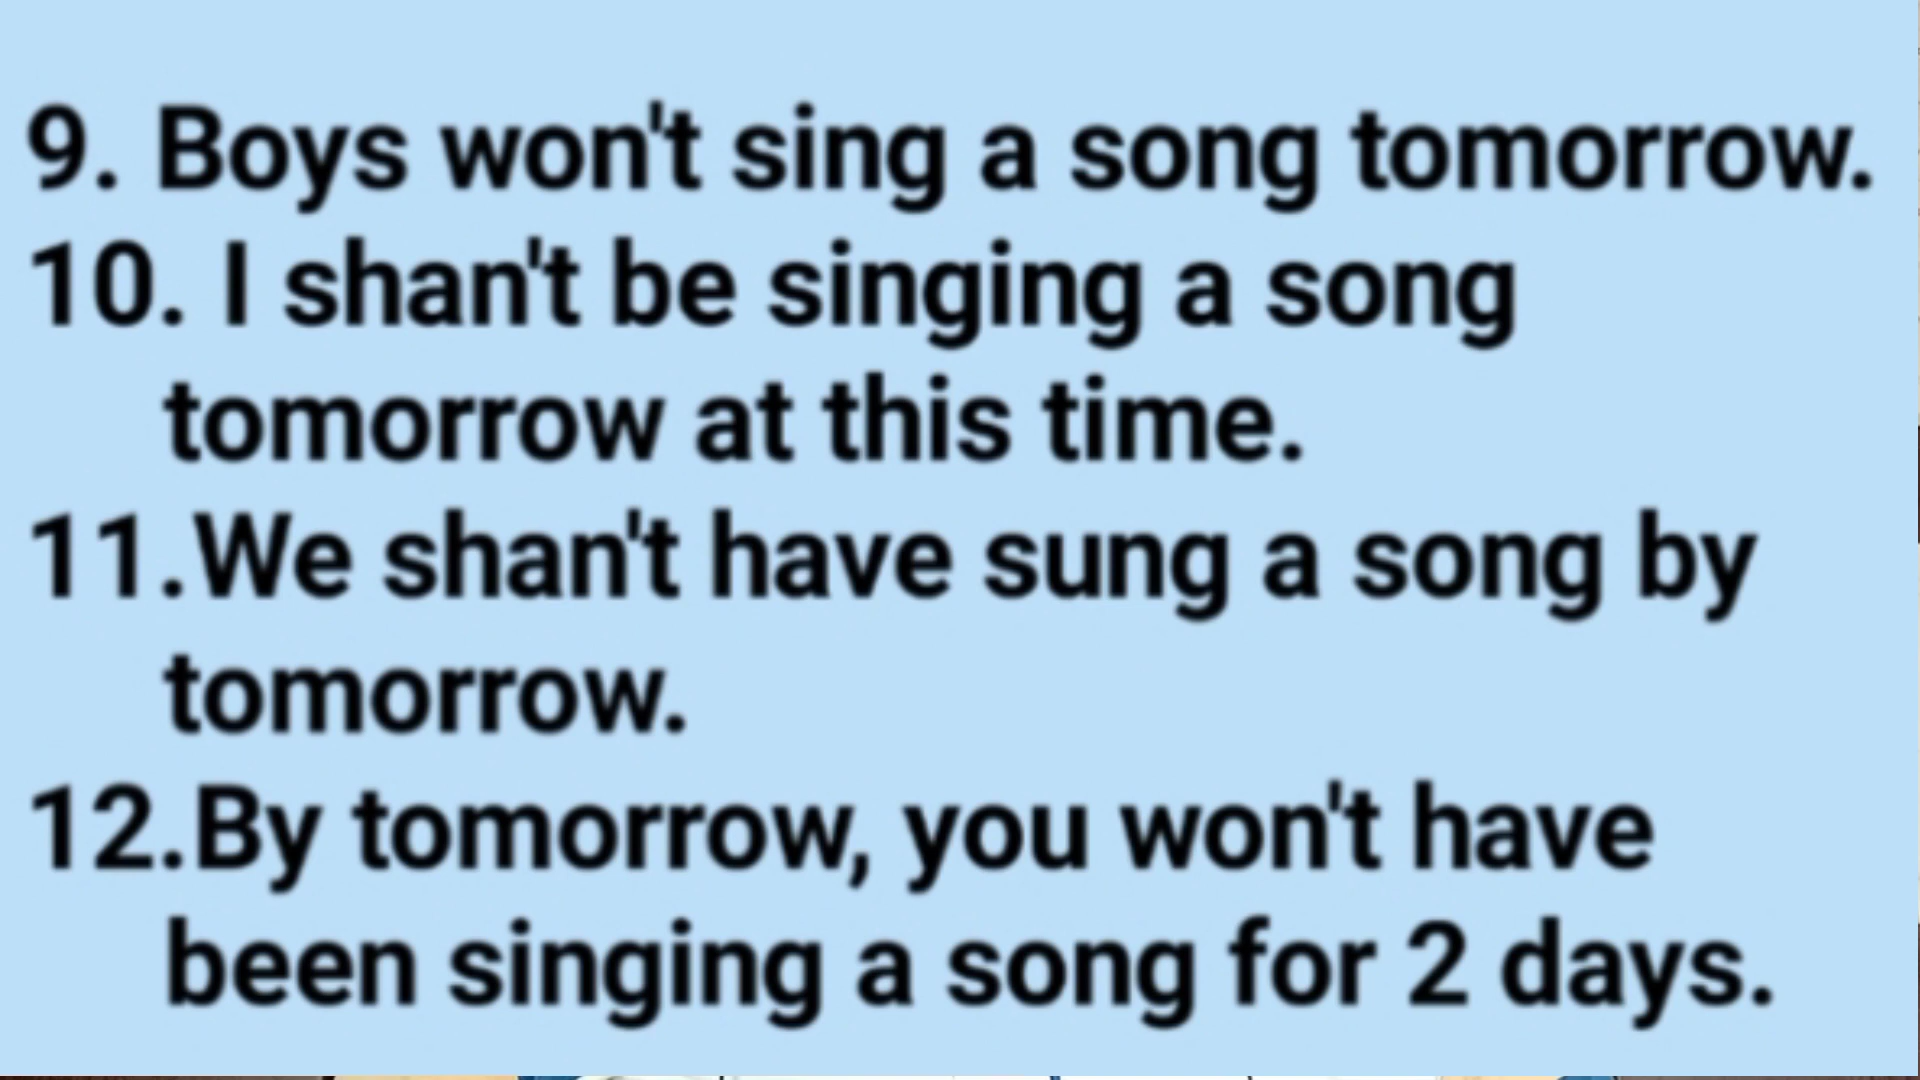 9. Boys won't sing a song tomorrow.
10. I shan't be singing a song
tomorrow at this time.
11.We shan't have sung a song by
tomorrow.
12.By tomorrow, you won't have
been singing a song for 2 days.